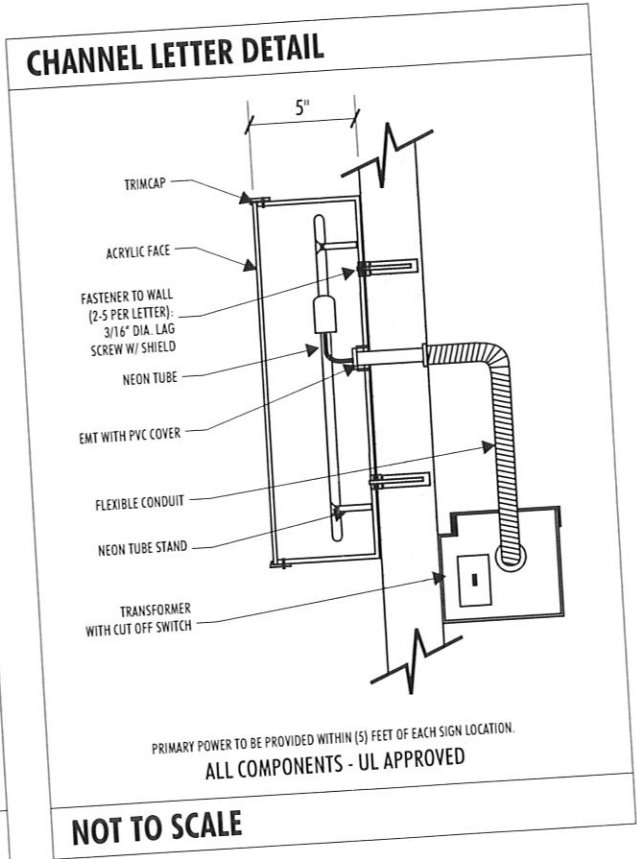 CHANNEL LETTER DETAIL
5"
TRIMCAP
ACRYLIC FACE
FASTENER TO WALL
(2-5 PER LETTER):
3/16" DIA. LAG
SCREW W/ SHIELD
NEON TUBE
EMT WITH PVC COVER
FLEXIBLE CONDUIT
NEON TUBE STAND
TRANSFORMER
WITH CUT OFF SWITCH
PRIMARY POWER TO BE PROVIDED WITHIN (5) FEET OF EACH SIGN LOCATION.
ALL COMPONENTS - UL APPROVED
NOT TO SCALE